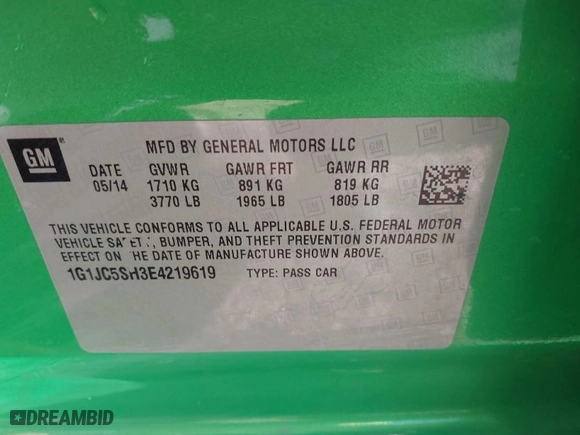 GM
MFD BY GENERAL MOTORS LLC
DATE GVWR GAWR FRT GAWR RR
05/14 1710 KG 891 KG 819 KG
3770 LB 1965 LB 1805 LB
THIS VEHICLE CONFORMS TO ALL APPLICABLE U.S. FEDERAL MOTOR
VEHICLE SAFETY, BUMPER, AND THEFT PREVENTION STANDARDS
IN EFFECT ON THE DATE OF MANUFACTURE SHOWN ABOVE.
1G1JC5SH3E4219619 TYPE: PASS CAR
DREAMBID